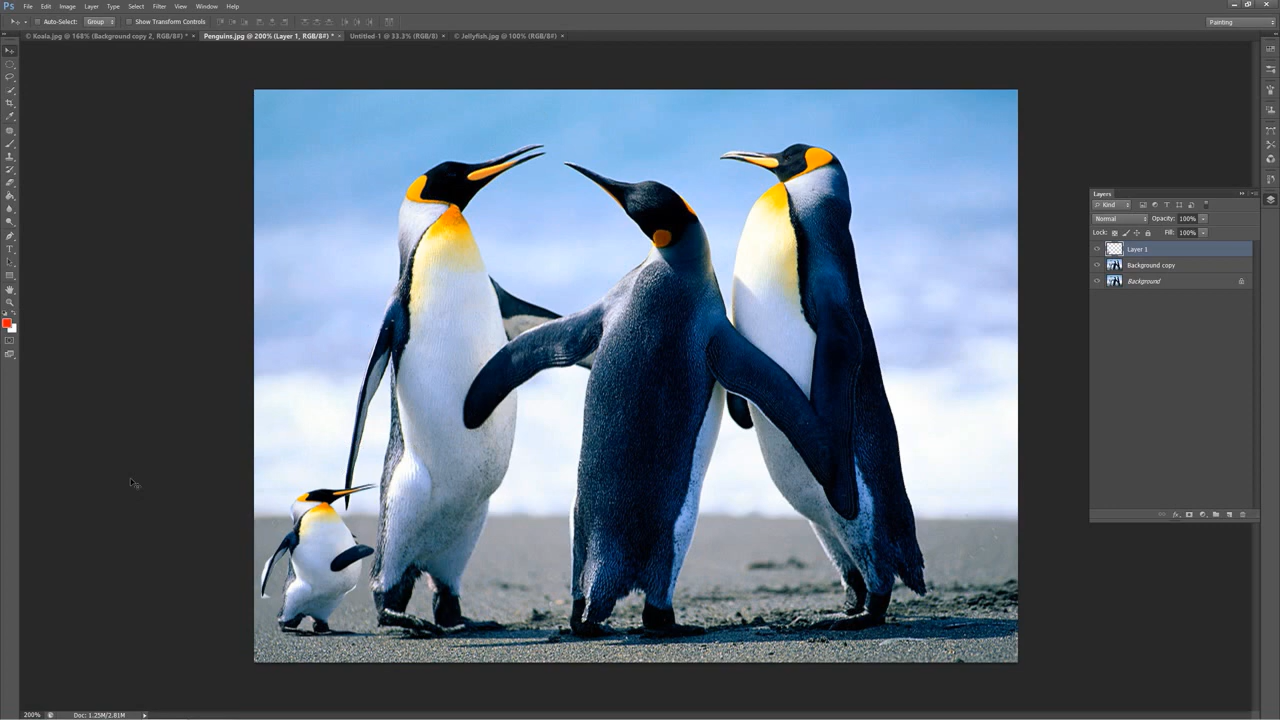 Ps File Edit Image Layer Type Select Filter View Window Help
Auto-Select: Group Show Transform Controls Painting
© Koala.jpg @ 168% (Background copy 2, RGB/8#) * × Penguins.jpg @ 200% (Layer 1, RGB/8#) * × Untitled-1 @ 33.3% (RGB/8) × © Jellyfish.jpg @ 100% (RGB/8#) ×
Layers
Kind
Normal Opacity: 100%
Lock: Fill: 100%
Layer 1
Background copy
Background
200% Doc: 1.25M/2.81M